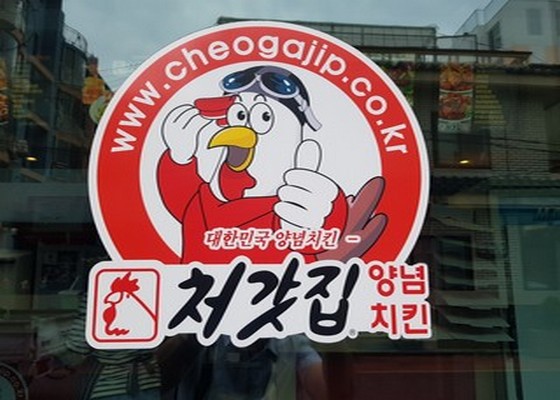 www.cheogajip.co.kr
대한민국 양념치킨 -
처갓집®
양념
치킨